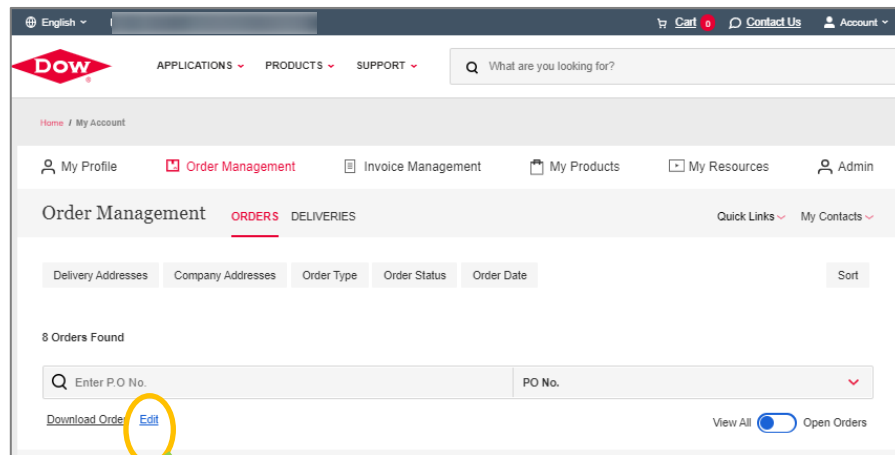 English Cart 0 Contact Us Account
DOW APPLICATIONS PRODUCTS SUPPORT What are you looking for?
Home / My Account
My Profile Order Management Invoice Management My Products My Resources Admin
Order Management ORDERS DELIVERIES Quick Links My Contacts
Delivery Addresses Company Addresses Order Type Order Status Order Date Sort
8 Orders Found
Enter P.O No. PO No.
Download Order Edit View All Open Orders